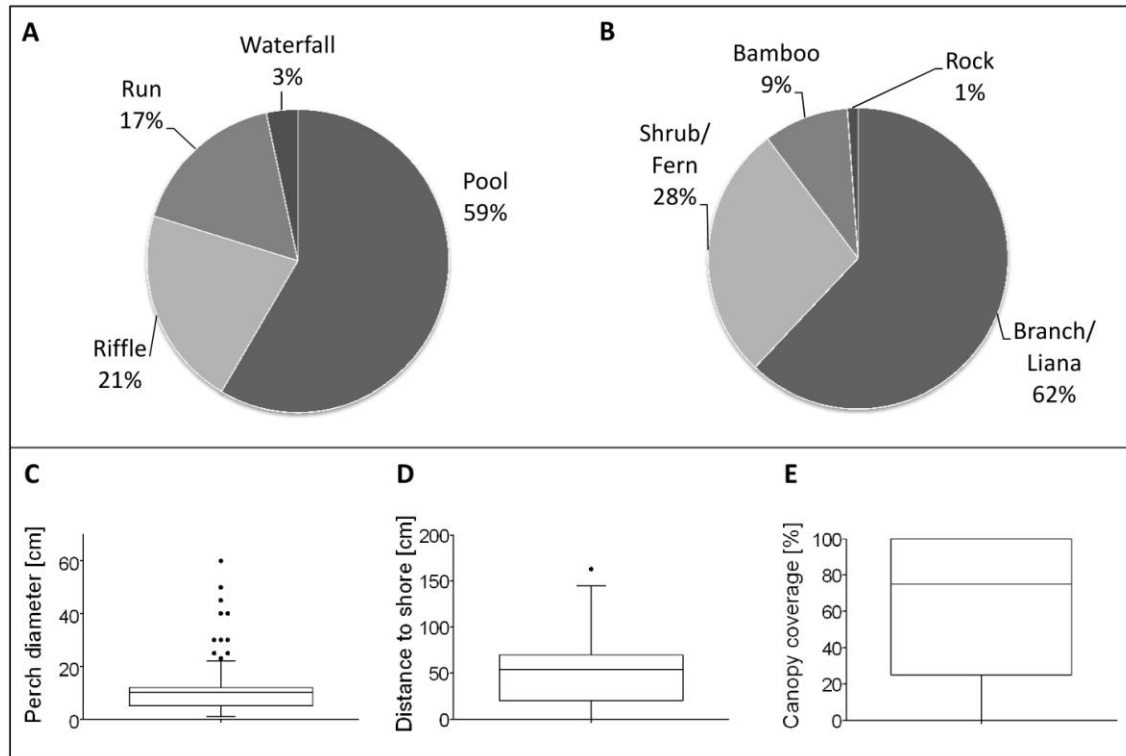 A
Waterfall
3%
Run
17%
Pool
59%
Riffle
21%
B
Bamboo
9%
Rock
1%
Shrub/
Fern
28%
Branch/
Liana
62%
C
Perch diameter [cm]
60
40
20
0
D
Distance to shore [cm]
200
150
100
50
0
E
Canopy coverage [%]
100
80
60
40
20
0